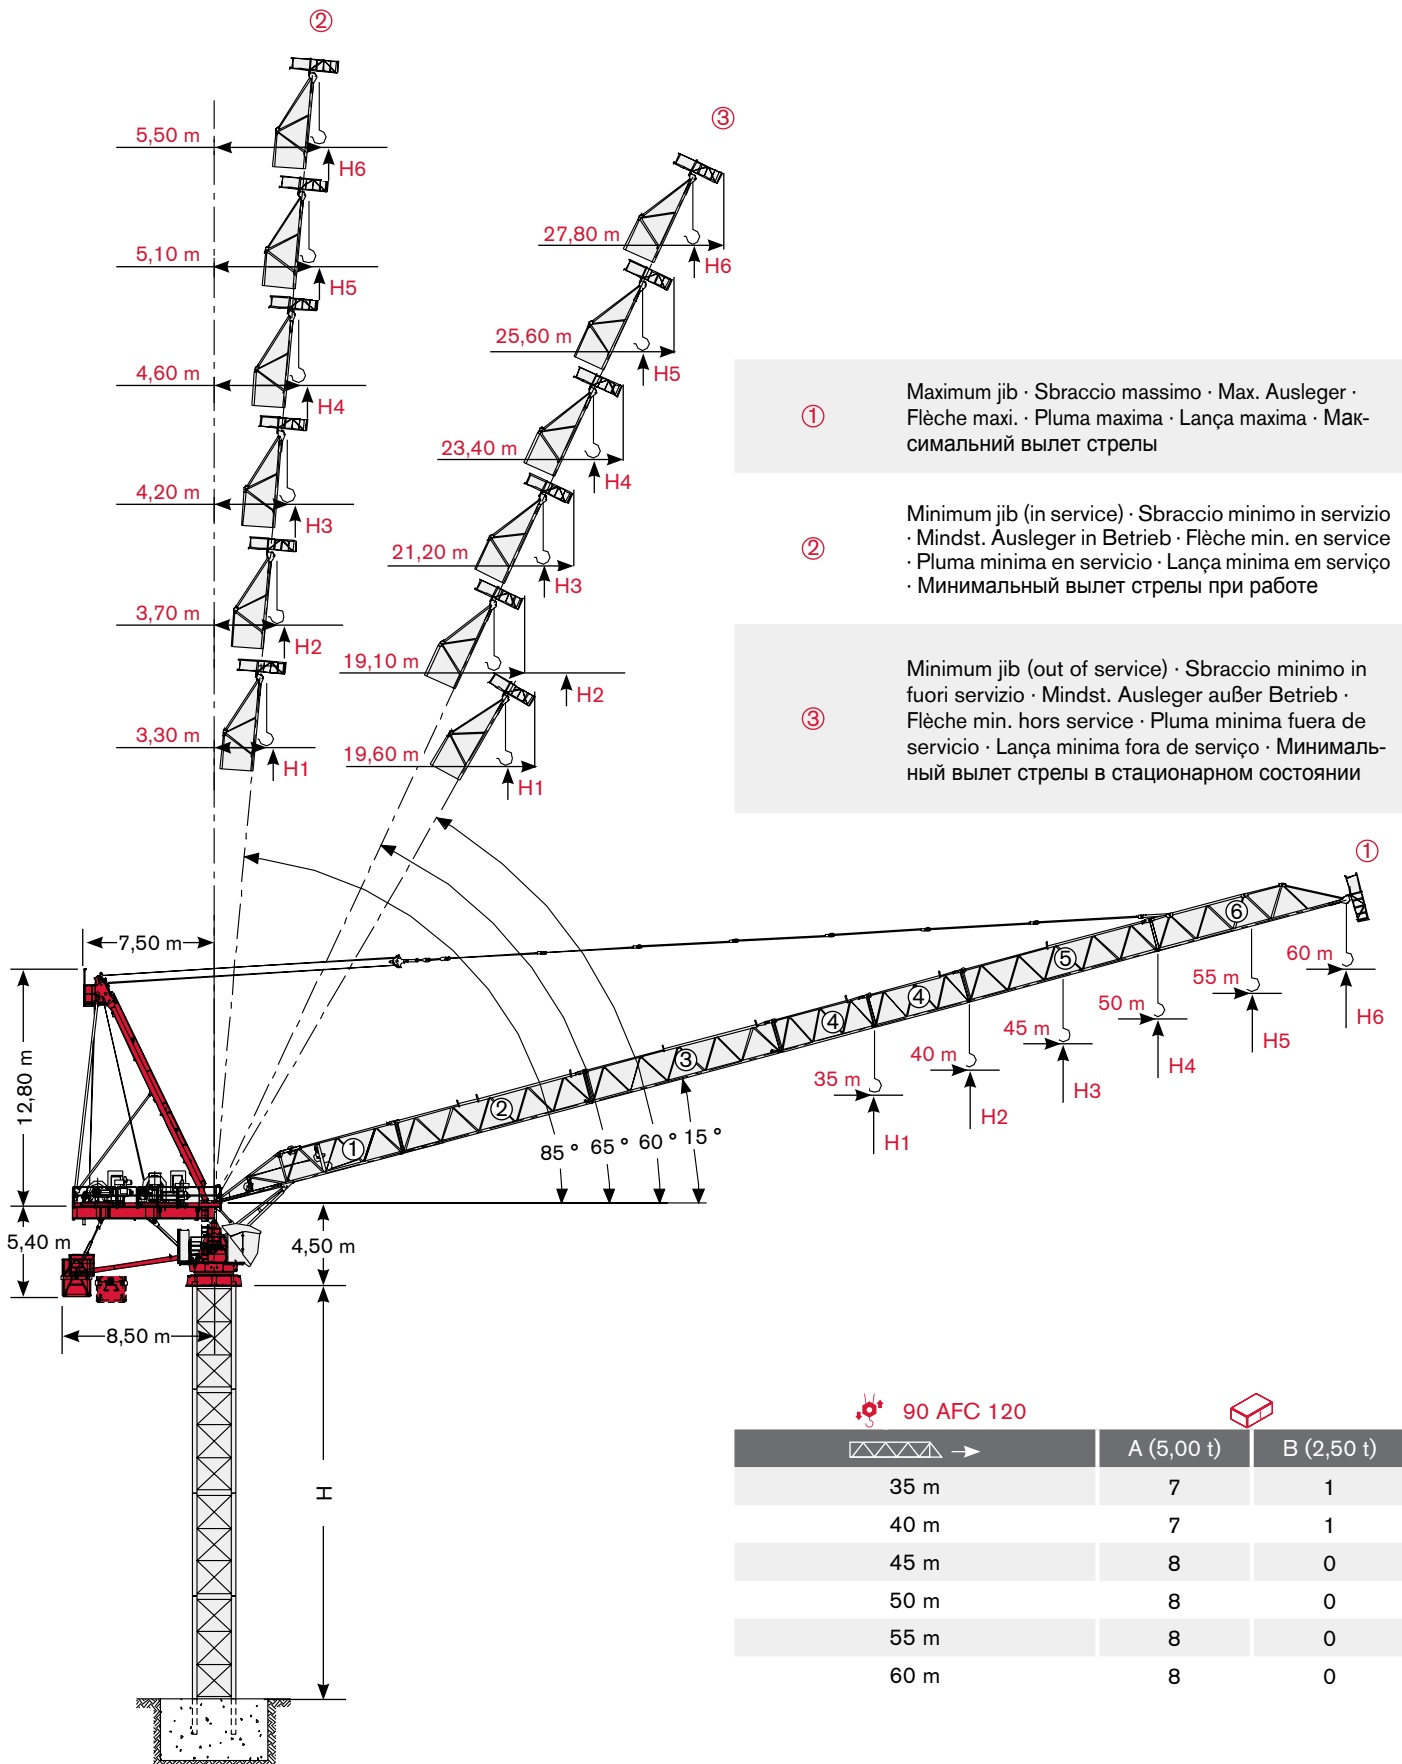 ②
5,50 m
H6
5,10 m
H5
4,60 m
H4
4,20 m
H3
3,70 m
H2
3,30 m
H1
③
27,80 m
H6
25,60 m
H5
23,40 m
H4
21,20 m
H3
19,10 m
H2
19,60 m
H1
①
Maximum jib · Sbraccio massimo · Max. Ausleger ·
Flèche maxi. · Pluma maxima · Lança maxima · Мак-
симальний вылет стрелы
②
Minimum jib (in service) · Sbraccio minimo in servizio
· Mindst. Ausleger in Betrieb · Flèche min. en service
· Pluma minima en servicio · Lança minima em serviço
· Минимальный вылет стрелы при работе
③
Minimum jib (out of service) · Sbraccio minimo in
fuori servizio · Mindst. Ausleger außer Betrieb ·
Flèche min. hors service · Pluma minima fuera de
servicio · Lança minima fora de serviço · Минималь-
ный вылет стрелы в стационарном состоянии
①
7,50 m
12,80 m
5,40 m
8,50 m
4,50 m
H
① ② ③ ④ ④ ⑤ ⑥
85 ° 65 ° 60 ° 15 °
35 m
H1
40 m
H2
45 m
H3
50 m
H4
55 m
H5
60 m
H6
90 AFC 120
A (5,00 t) B (2,50 t)
35 m 7 1
40 m 7 1
45 m 8 0
50 m 8 0
55 m 8 0
60 m 8 0